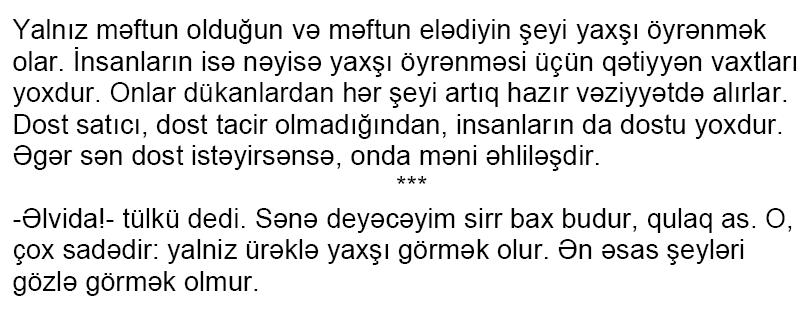 Yalnız məftun olduğun və məftun elədiyin şeyi yaxşı öyrənmək
olar. İnsanların isə nəyisə yaxşı öyrənməsi üçün qətiyyən vaxtları
yoxdur. Onlar dükanlardan hər şeyi artıq hazır vəziyyətdə alırlar.
Dost satıcı, dost tacir olmadığından, insanların da dostu yoxdur.
Əgər sən dost istəyirsənsə, onda məni əhliləşdir.
***
-Əlvida!- tülkü dedi. Sənə deyəcəyim sirr bax budur, qulaq as. O,
çox sadədir: yalniz ürəklə yaxşı görmək olur. Ən əsas şeyləri
gözlə görmək olmur.